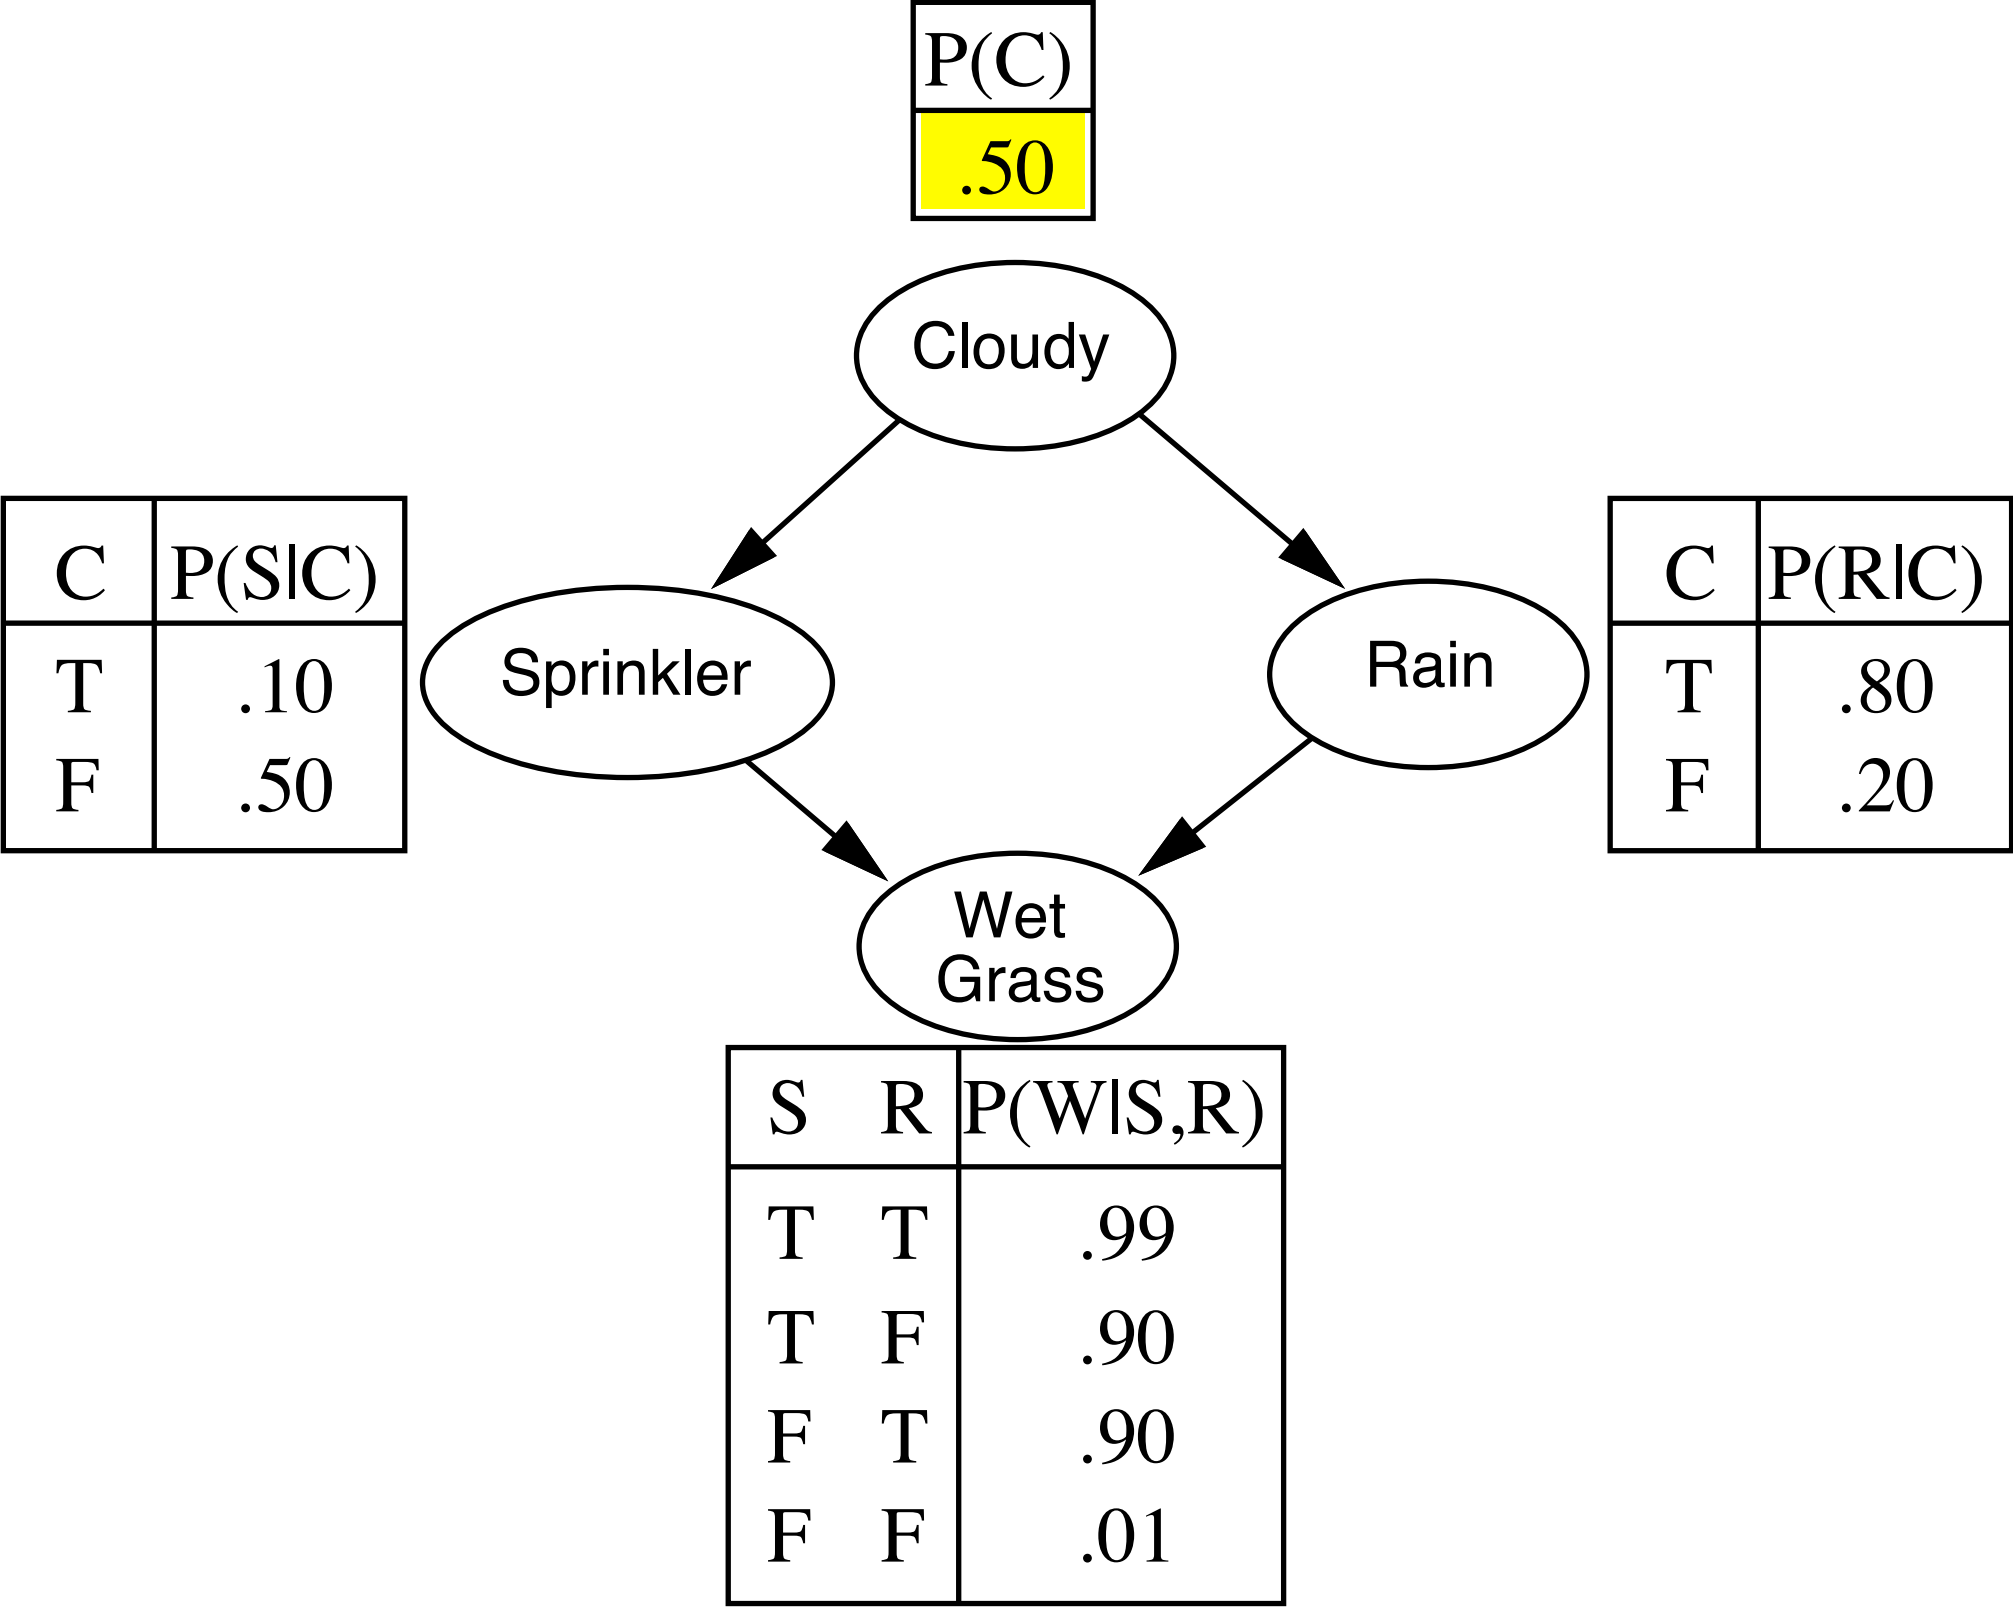 P(C)
.50
Cloudy
C P(S|C)
T .10
F .50
Sprinkler
Rain
C P(R|C)
T .80
F .20
Wet
Grass
S R P(W|S,R)
T T .99
T F .90
F T .90
F F .01